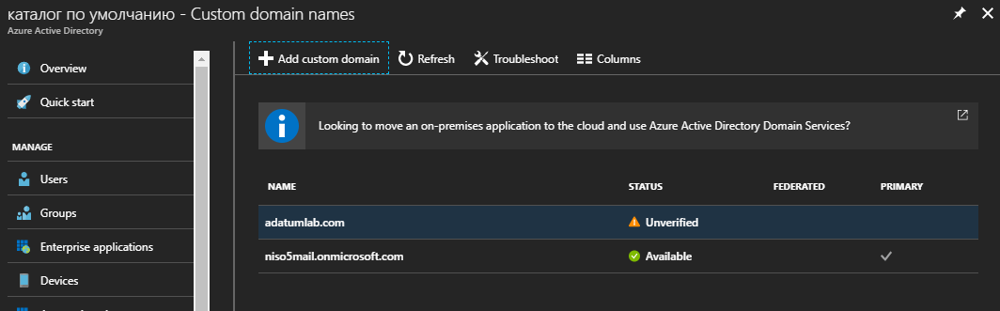 каталог по умолчанию - Custom domain names
Azure Active Directory
Overview
Quick start
MANAGE
Users
Groups
Enterprise applications
Devices
Add custom domain Refresh Troubleshoot Columns
Looking to move an on-premises application to the cloud and use Azure Active Directory Domain Services?
NAME STATUS FEDERATED PRIMARY
adatumlab.com Unverified
niso5mail.onmicrosoft.com Available